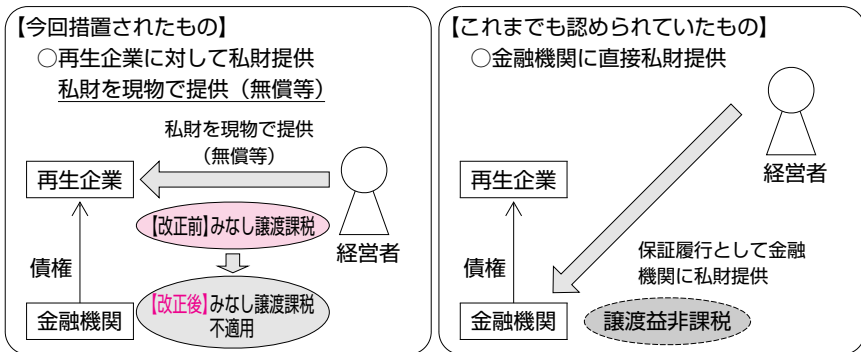 【今回措置されたもの】
○再生企業に対して私財提供
私財を現物で提供（無償等）
私財を現物で提供
（無償等）
再生企業
【改正前】みなし譲渡課税
経営者
債権
【改正後】みなし譲渡課税
不適用
金融機関
【これまでも認められていたもの】
○金融機関に直接私財提供
経営者
再生企業
保証履行として金融
機関に私財提供
債権
金融機関
譲渡益非課税